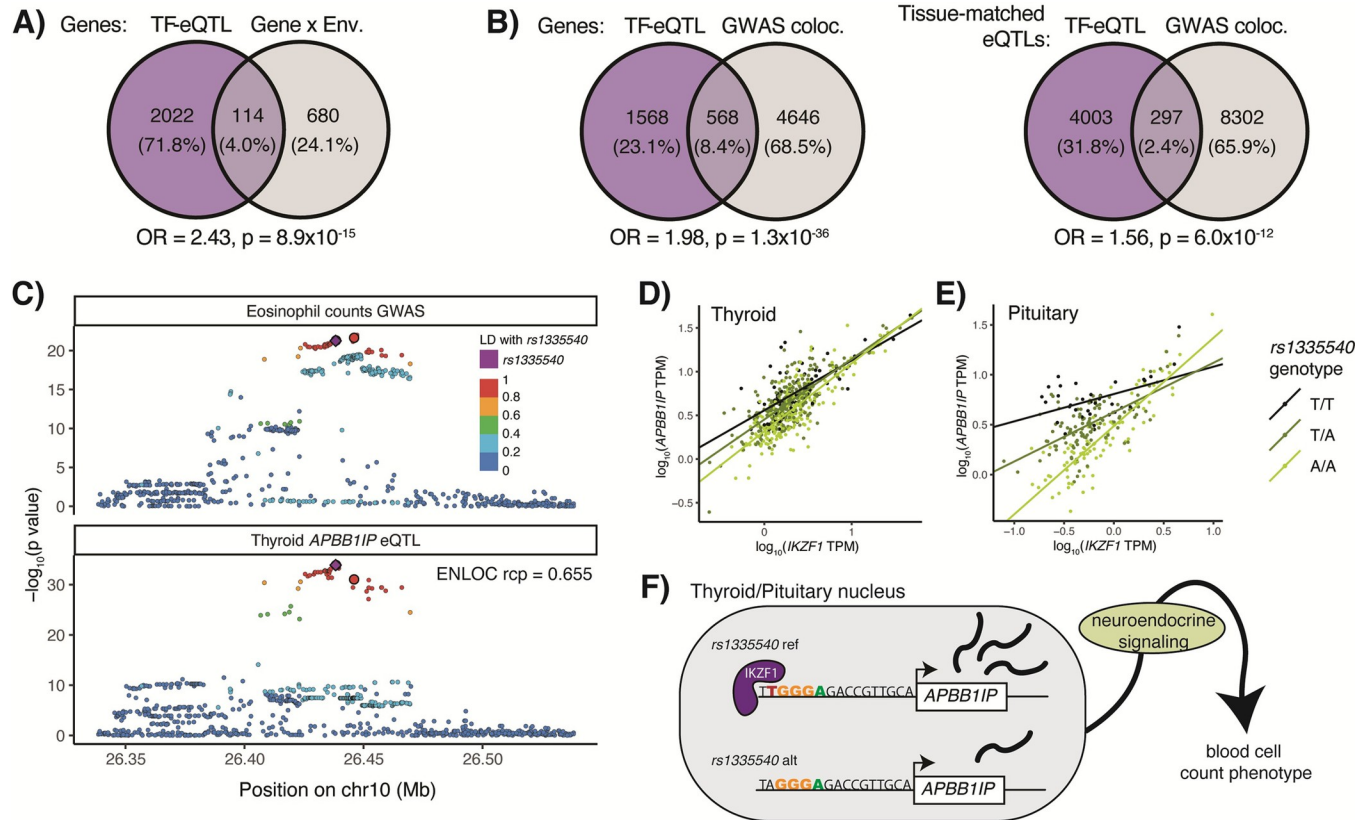 A) Genes: TF-eQTL Gene x Env.
2022 114 680
(71.8%) (4.0%) (24.1%)
OR = 2.43, p = 8.9x10-15
B) Genes: TF-eQTL GWAS coloc.
1568 568 4646
(23.1%) (8.4%) (68.5%)
OR = 1.98, p = 1.3x10-36
Tissue-matched
eQTLs: TF-eQTL GWAS coloc.
4003 297 8302
(31.8%) (2.4%) (65.9%)
OR = 1.56, p = 6.0x10-12
C)
Eosinophil counts GWAS
LD with rs1335540
rs1335540
1
0.8
0.6
0.4
0.2
0
20
15
10
5
0
Thyroid APBB1IP eQTL
ENLOC rcp = 0.655
30
20
10
0
−log10(p value)
26.35 26.40 26.45 26.50
Position on chr10 (Mb)
D) Thyroid
log10(APBB1IP TPM)
1.5
1.0
0.5
0.0
−0.5
0 1
log10(IKZF1 TPM)
E) Pituitary
log10(APBB1IP TPM)
1.5
1.0
0.5
0.0
−1.0 −0.5 0.0 0.5 1.0
log10(IKZF1 TPM)
rs1335540
genotype
T/T
T/A
A/A
F) Thyroid/Pituitary nucleus
rs1335540 ref
IKZF1
TTGGGAGACCGTTGCA
APBB1IP
rs1335540 alt
TAGGGAGACCGTTGCA
APBB1IP
neuroendocrine
signaling
blood cell
count phenotype